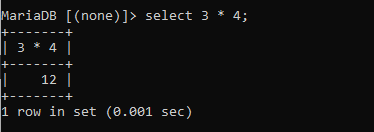 MariaDB [(none)]> select 3 * 4;
+-------+
| 3 * 4 |
+-------+
|    12 |
+-------+
1 row in set (0.001 sec)